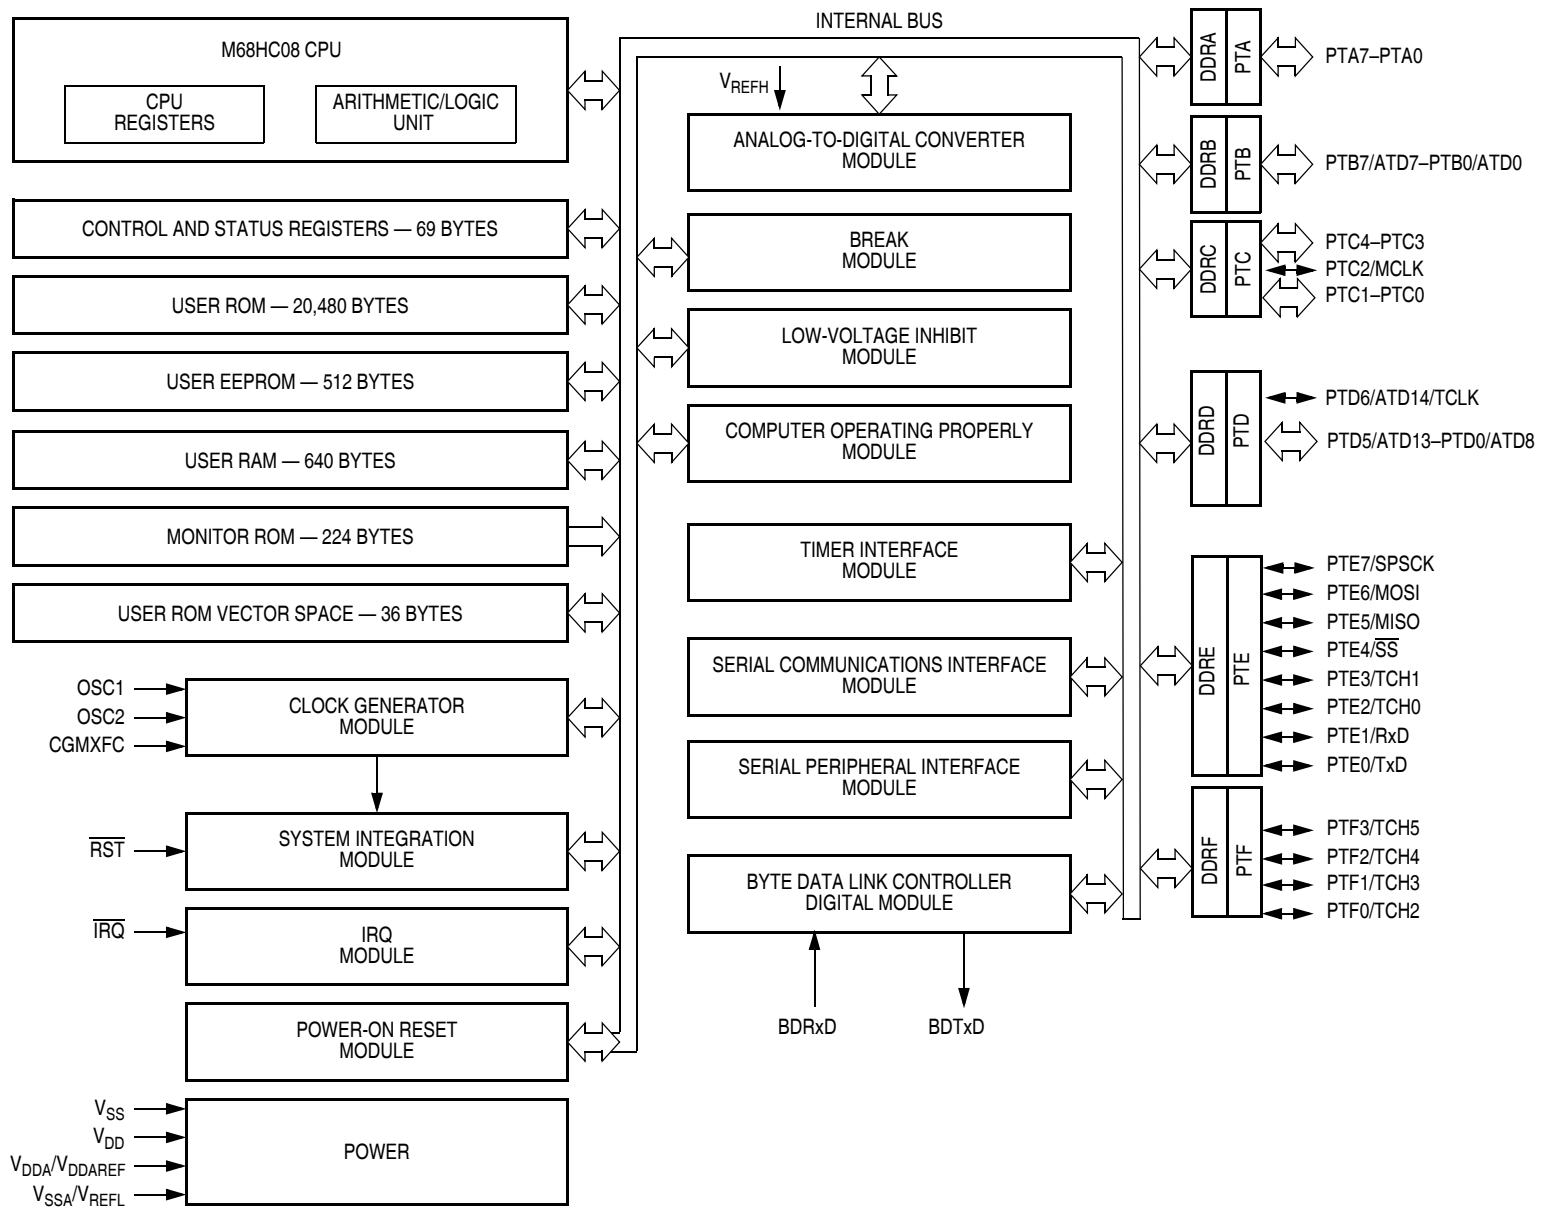 INTERNAL BUS
M68HC08 CPU
CPU
REGISTERS
ARITHMETIC/LOGIC
UNIT
CONTROL AND STATUS REGISTERS — 69 BYTES
USER ROM — 20,480 BYTES
USER EEPROM — 512 BYTES
USER RAM — 640 BYTES
MONITOR ROM — 224 BYTES
USER ROM VECTOR SPACE — 36 BYTES
OSC1
OSC2
CGMXFC
CLOCK GENERATOR
MODULE
RST
SYSTEM INTEGRATION
MODULE
IRQ
IRQ
MODULE
POWER-ON RESET
MODULE
VSS
VDD
VDDA/VDDAREF
VSSA/VREFL
POWER
VREFH
ANALOG-TO-DIGITAL CONVERTER
MODULE
BREAK
MODULE
LOW-VOLTAGE INHIBIT
MODULE
COMPUTER OPERATING PROPERLY
MODULE
TIMER INTERFACE
MODULE
SERIAL COMMUNICATIONS INTERFACE
MODULE
SERIAL PERIPHERAL INTERFACE
MODULE
BYTE DATA LINK CONTROLLER
DIGITAL MODULE
BDRxD
BDTxD
DDRA
PTA
PTA7–PTA0
DDRB
PTB
PTB7/ATD7–PTB0/ATD0
DDRC
PTC
PTC4–PTC3
PTC2/MCLK
PTC1–PTC0
DDRD
PTD
PTD6/ATD14/TCLK
PTD5/ATD13–PTD0/ATD8
DDRE
PTE
PTE7/SPSCK
PTE6/MOSI
PTE5/MISO
PTE4/SS
PTE3/TCH1
PTE2/TCH0
PTE1/RxD
PTE0/TxD
DDRF
PTF
PTF3/TCH5
PTF2/TCH4
PTF1/TCH3
PTF0/TCH2